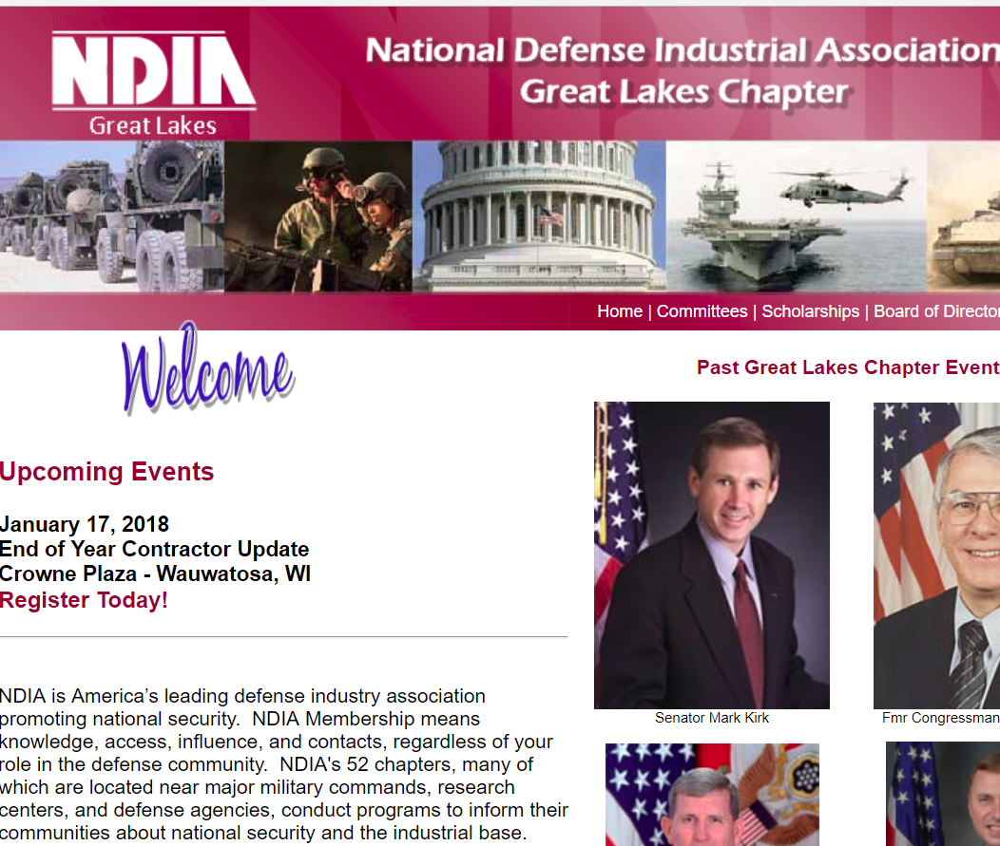 NDIA
Great Lakes
National Defense Industrial Association
Great Lakes Chapter
Home | Committees | Scholarships | Board of Director
Welcome
Past Great Lakes Chapter Event
Upcoming Events
January 17, 2018
End of Year Contractor Update
Crowne Plaza - Wauwatosa, WI
Register Today!
NDIA is America’s leading defense industry association
promoting national security.  NDIA Membership means
knowledge, access, influence, and contacts, regardless of your
role in the defense community.  NDIA's 52 chapters, many of
which are located near major military commands, research
centers, and defense agencies, conduct programs to inform their
communities about national security and the industrial base.
Senator Mark Kirk
Fmr Congressman